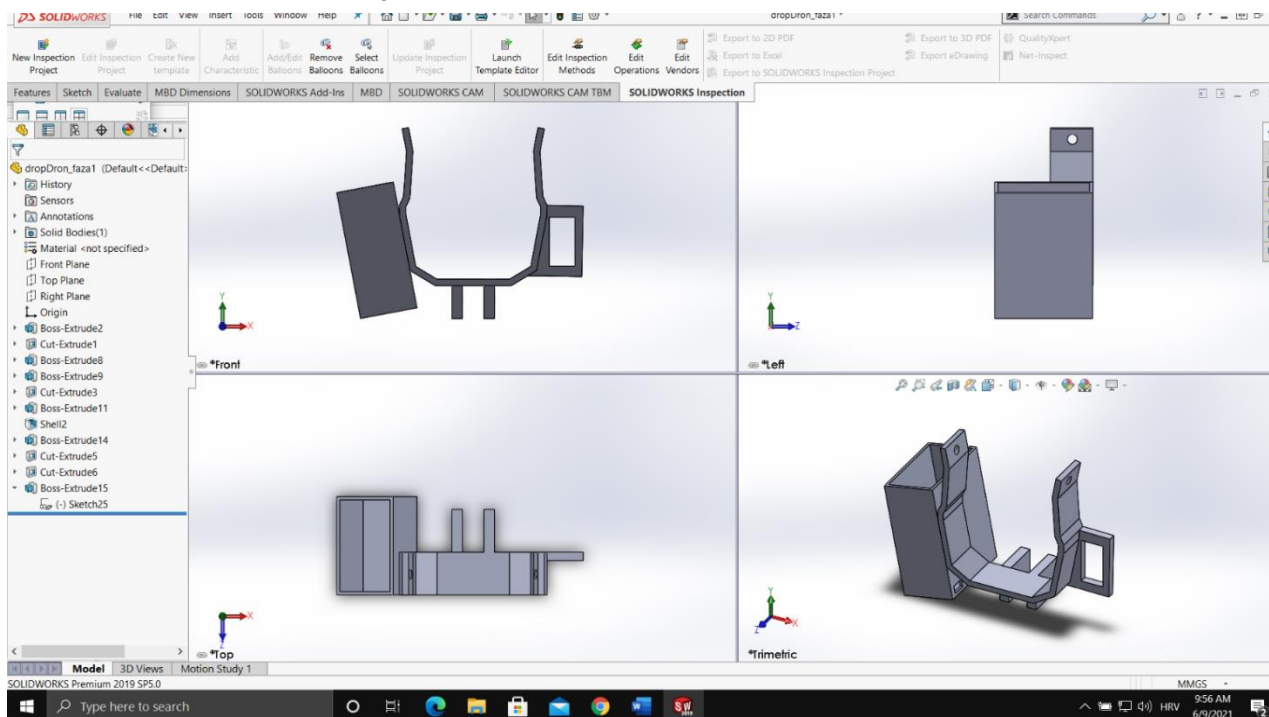 DS SOLIDWORKS File Edit View Insert Tools Window Help dropDron_faza1 * Search Commands
New Inspection Project Edit Inspection Project Create New template Add Characteristic Add/Edit Balloons Remove Balloons Select Balloons Update Inspection Project Launch Template Editor Edit Inspection Methods Edit Operations Edit Vendors
Export to 2D PDF Export to 3D PDF QualityXpert
Export to Excel Export eDrawing Net-Inspect
Export to SOLIDWORKS Inspection Project
Features Sketch Evaluate MBD Dimensions SOLIDWORKS Add-Ins MBD SOLIDWORKS CAM SOLIDWORKS CAM TBM SOLIDWORKS Inspection
dropDron_faza1 (Default<<Default:
History
Sensors
Annotations
Solid Bodies(1)
Material <not specified>
Front Plane
Top Plane
Right Plane
Origin
Boss-Extrude2
Cut-Extrude1
Boss-Extrude8
Boss-Extrude9
Cut-Extrude3
Boss-Extrude11
Shell2
Boss-Extrude14
Cut-Extrude5
Cut-Extrude6
Boss-Extrude15
(-) Sketch25
Y
X
*Front
Y
Z
*Left
X
Z
*Top
Y
Z X
*Trimetric
Model 3D Views Motion Study 1
SOLIDWORKS Premium 2019 SP5.0 MMGS
Type here to search HRV 9:56 AM
6/9/2021 2